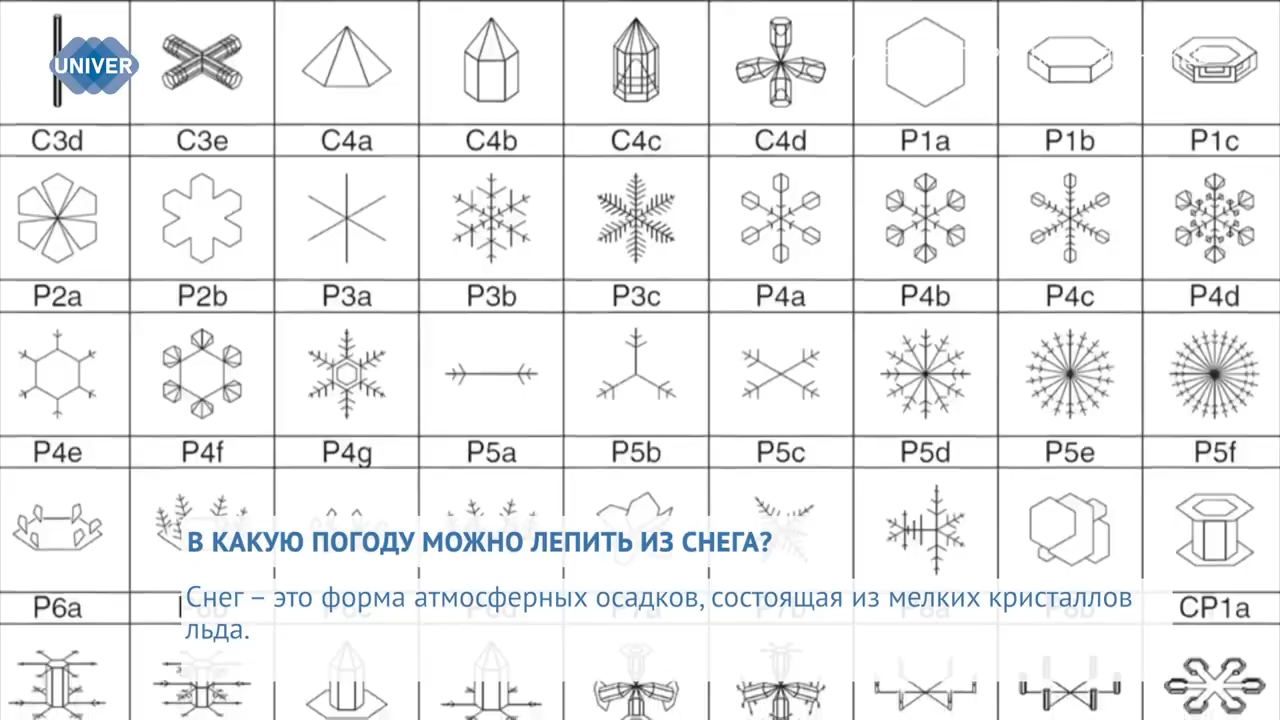 UNIVER
C3d C3e C4a C4b C4c C4d P1a P1b P1c
P2a P2b P3a P3b P3c P4a P4b P4c P4d
P4e P4f P4g P5a P5b P5c P5d P5e P5f
В КАКУЮ ПОГОДУ МОЖНО ЛЕПИТЬ ИЗ СНЕГА?
Снег – это форма атмосферных осадков, состоящая из мелких кристаллов
льда.
P6a CP1a